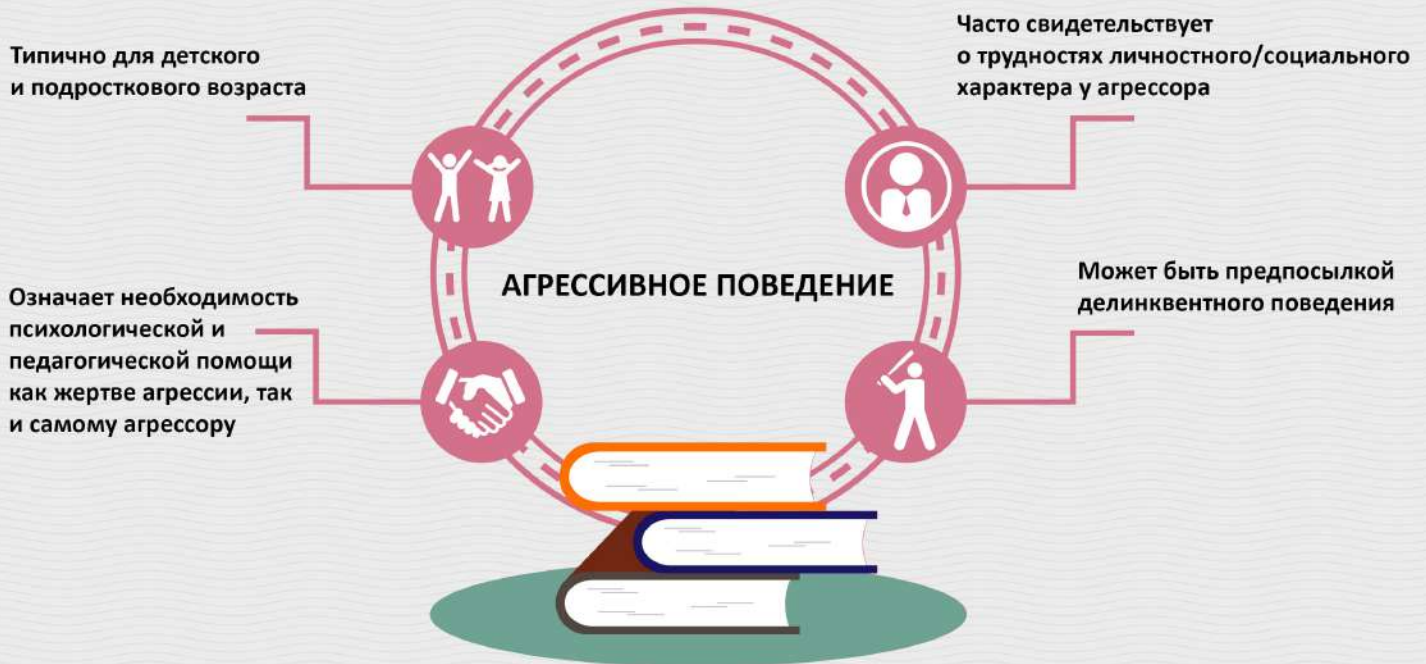 Типично для детского
и подросткового возраста
Часто свидетельствует
о трудностях личностного/социального
характера у агрессора
АГРЕССИВНОЕ ПОВЕДЕНИЕ
Означает необходимость
психологической и
педагогической помощи
как жертве агрессии, так
и самому агрессору
Может быть предпосылкой
делинквентного поведения